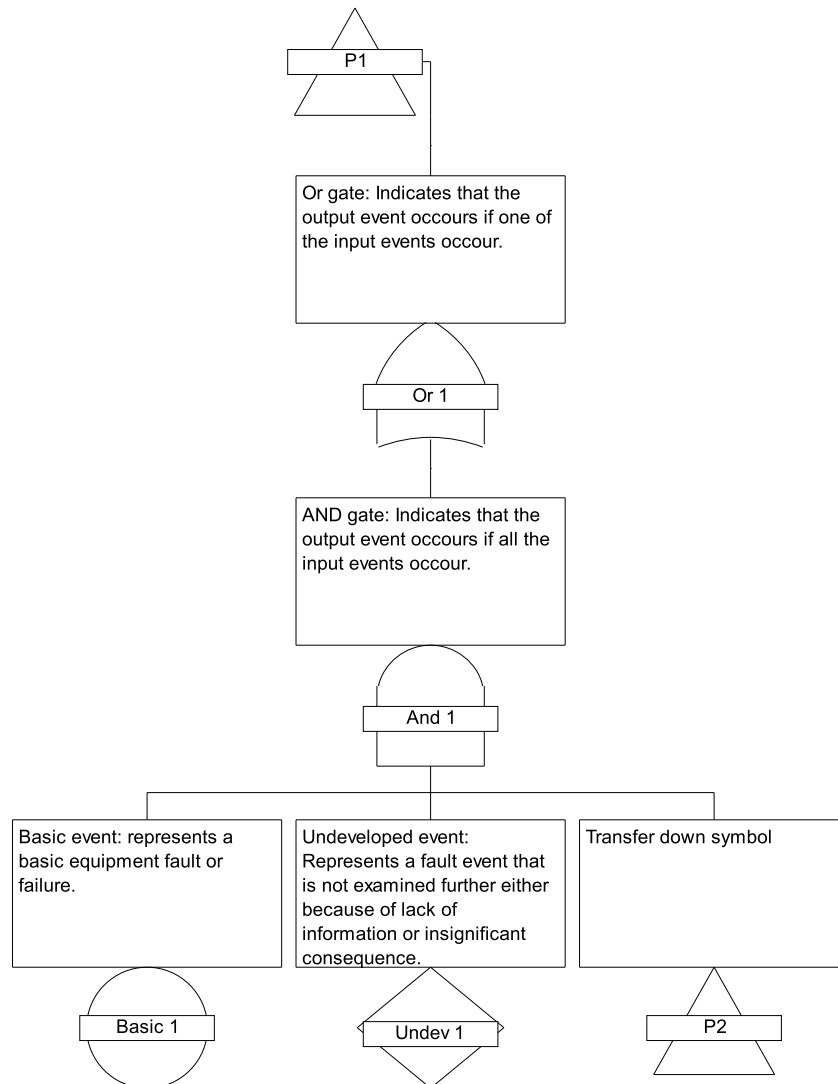 P1
Or gate: Indicates that the
output event occours if one of
the input events occour.
Or 1
AND gate: Indicates that the
output event occours if all the
input events occour.
And 1
Basic event: represents a
basic equipment fault or
failure.
Undeveloped event:
Represents a fault event that
is not examined further either
because of lack of
information or insignificant
consequence.
Transfer down symbol
Basic 1
Undev 1
P2